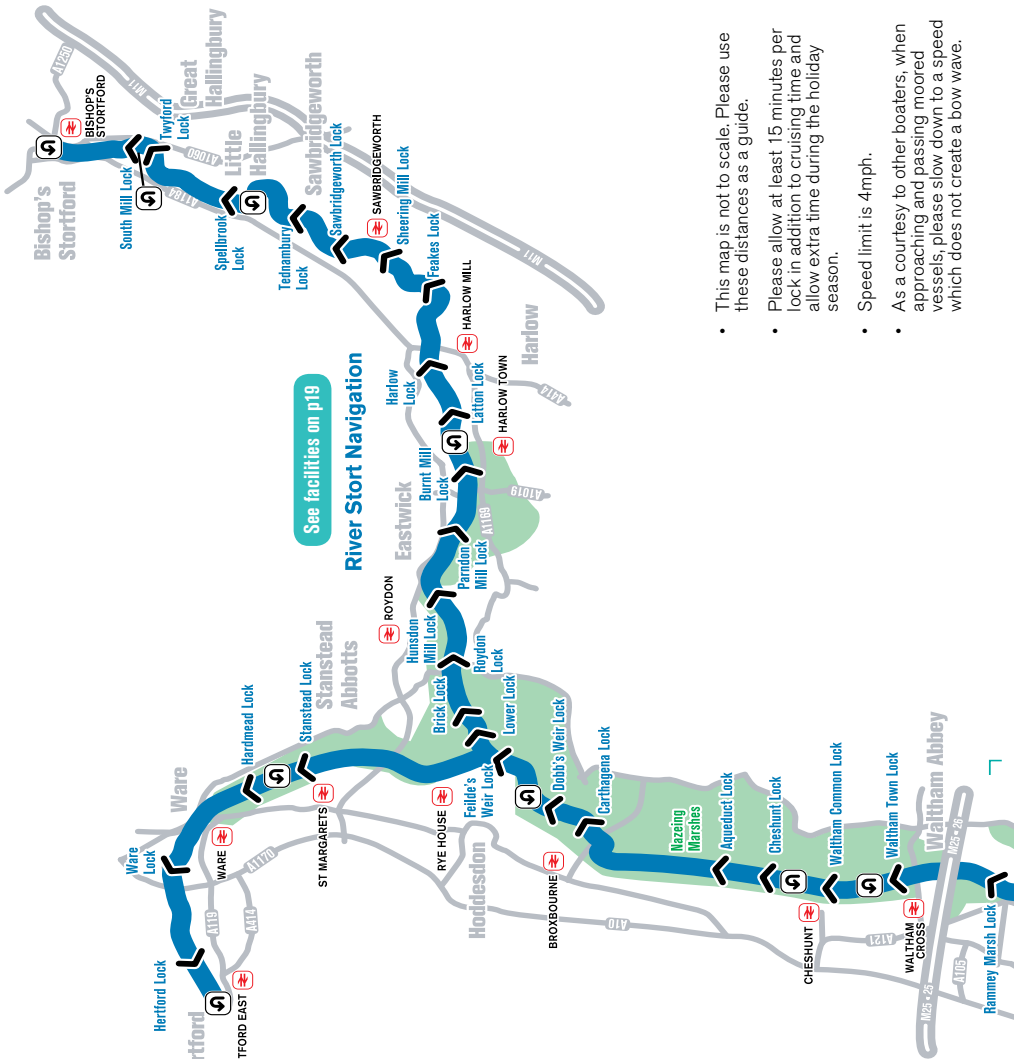 A1250
M11
BISHOP'S
STORTFORD
Bishop's
Stortford
Great
Hallingbury
Twyford
Lock
South Mill Lock
A1060
Little
Hallingbury
A1184
Spellbrook
Lock
Sawbridgeworth
Tednambury
Lock
Sawbridgeworth Lock
SAWBRIDGEWORTH
Sheering Mill Lock
Feakes Lock
M11
HARLOW MILL
Harlow
Harlow
Lock
Latton Lock
HARLOW TOWN
A414
See facilities on p19
River Stort Navigation
Burnt Mill
Lock
A1019
A1169
Eastwick
Parndon
Mill Lock
ROYDON
Hunsdon
Mill Lock
Roydon
Lock
Brick Lock
Lower Lock
Stanstead
Abbotts
Stanstead Lock
Hardmead Lock
Ware
Ware
Lock
WARE
ST MARGARETS
RYE HOUSE
A1170
A119
A414
Hertford Lock
rtford
TFORD EAST
Feilde's
Weir Lock
Hoddesdon
Dobb's Weir Lock
Carthagena Lock
BROXBOURNE
A10
Nazeing
Marshes
Aqueduct Lock
Cheshunt Lock
CHESHUNT
Waltham Common Lock
Waltham Town Lock
A121
WALTHAM
CROSS
Waltham Abbey
M25•26
M25•25
A105
Rammey Marsh Lock
• This map is not to scale. Please use
these distances as a guide.
• Please allow at least 15 minutes per
lock in addition to cruising time and
allow extra time during the holiday
season.
• Speed limit is 4mph.
• As a courtesy to other boaters, when
approaching and passing moored
vessels, please slow down to a speed
which does not create a bow wave.